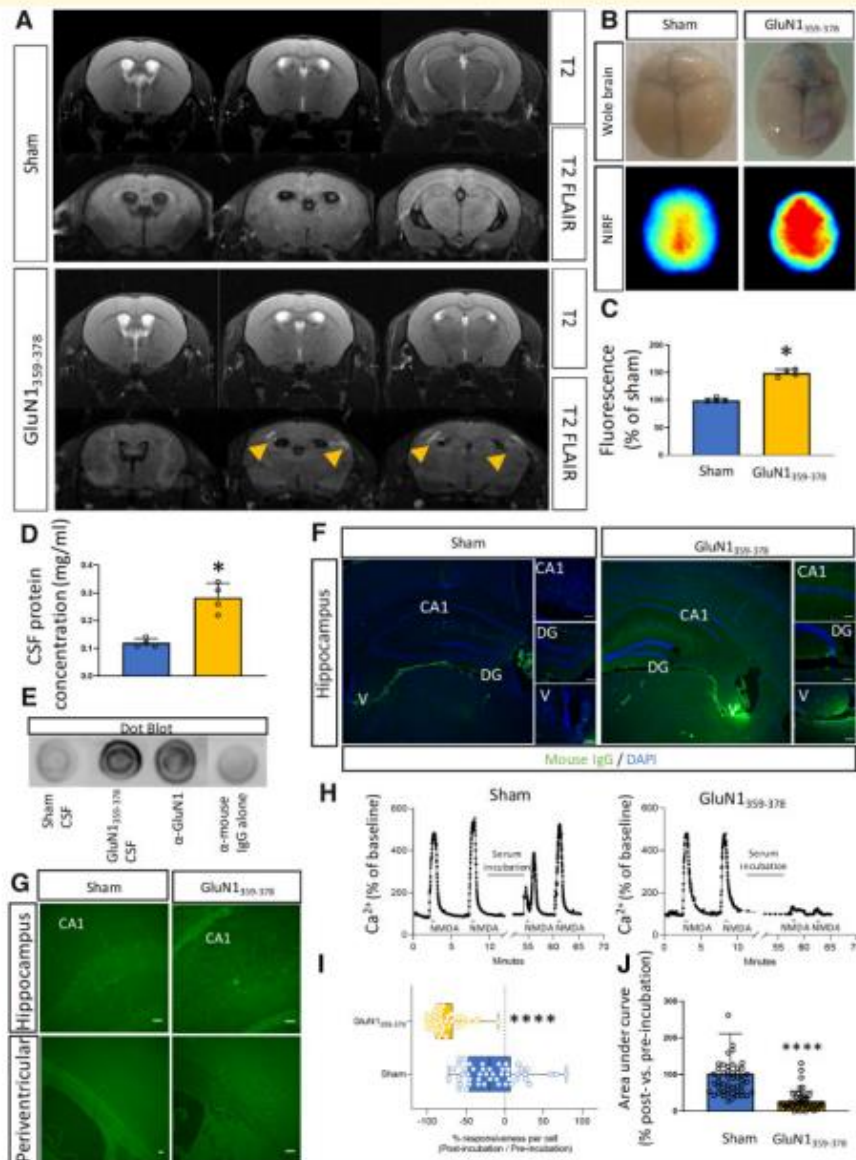 A
Sham
T2
T2 FLAIR
GluN1359-378
T2
T2 FLAIR
B
Sham
GluN1359-378
Wole brain
NIRF
C
Fluorescence
(% of sham)
200
150
100
50
0
*
Sham
GluN1359-378
D
CSF protein
concentration (mg/ml)
0.4
0.3
0.2
0.1
0.0
*
E
Dot Blot
Sham
CSF
GluN1359-378
CSF
α-GluN1
α-mouse
IgG alone
F
Sham
GluN1359-378
Hippocampus
CA1
DG
V
CA1
DG
V
CA1
DG
V
CA1
DG
V
Mouse IgG / DAPI
G
Sham
GluN1359-378
Hippocampus
CA1
CA1
Periventricular
H
Sham
Ca2+ (% of baseline)
600
400
200
0
Serum
incubation
NMDA
NMDA
NMDA
NMDA
0
5
10
55
60
65
70
Minutes
GluN1359-378
Ca2+ (% of baseline)
600
400
200
0
Serum
incubation
NMDA
NMDA
NMDA
NMDA
0
5
10
60
65
70
Minutes
I
GluN1359-378
Sham
****
-100
-50
0
50
100
% responsiveness per cell
(Post-incubation / Pre-incubation)
J
Area under curve
(% post- vs. pre-incubation)
300
200
100
0
****
Sham
GluN1359-378